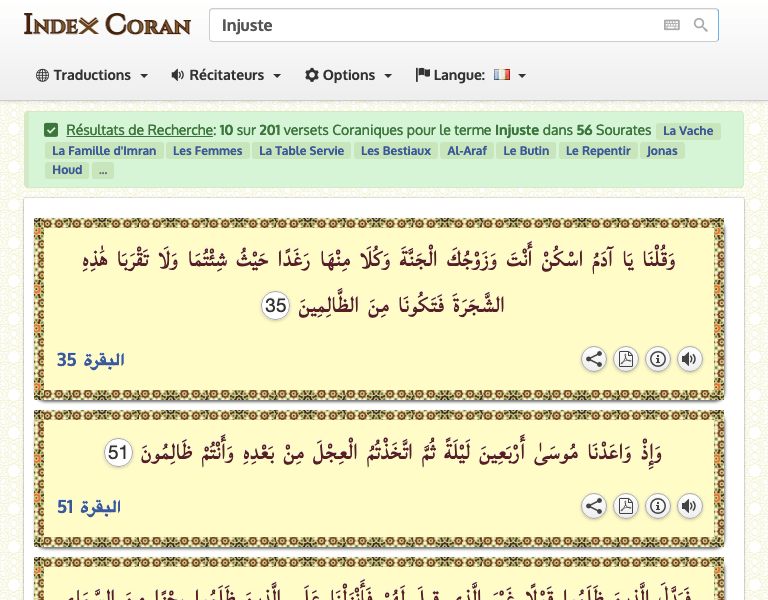 INDEX CORAN
Injuste
Traductions Récitateurs Options Langue:
Résultats de Recherche: 10 sur 201 versets Coraniques pour le terme Injuste dans 56 Sourates La Vache
La Famille d'Imran Les Femmes La Table Servie Les Bestiaux Al-Araf Le Butin Le Repentir Jonas
Houd ...
وَقُلْنَا يَا آدَمُ اسْكُنْ أَنْتَ وَزَوْجُكَ الْجَنَّةَ وَكُلَا مِنْهَا رَغَدًا حَيْثُ شِئْتُمَا وَلَا تَقْرَبَا هَٰذِهِ
الشَّجَرَةَ فَتَكُونَا مِنَ الظَّالِمِينَ 35
البقرة 35
وَإِذْ وَاعَدْنَا مُوسَىٰ أَرْبَعِينَ لَيْلَةً ثُمَّ اتَّخَذْتُمُ الْعِجْلَ مِنْ بَعْدِهِ وَأَنْتُمْ ظَالِمُونَ 51
البقرة 51